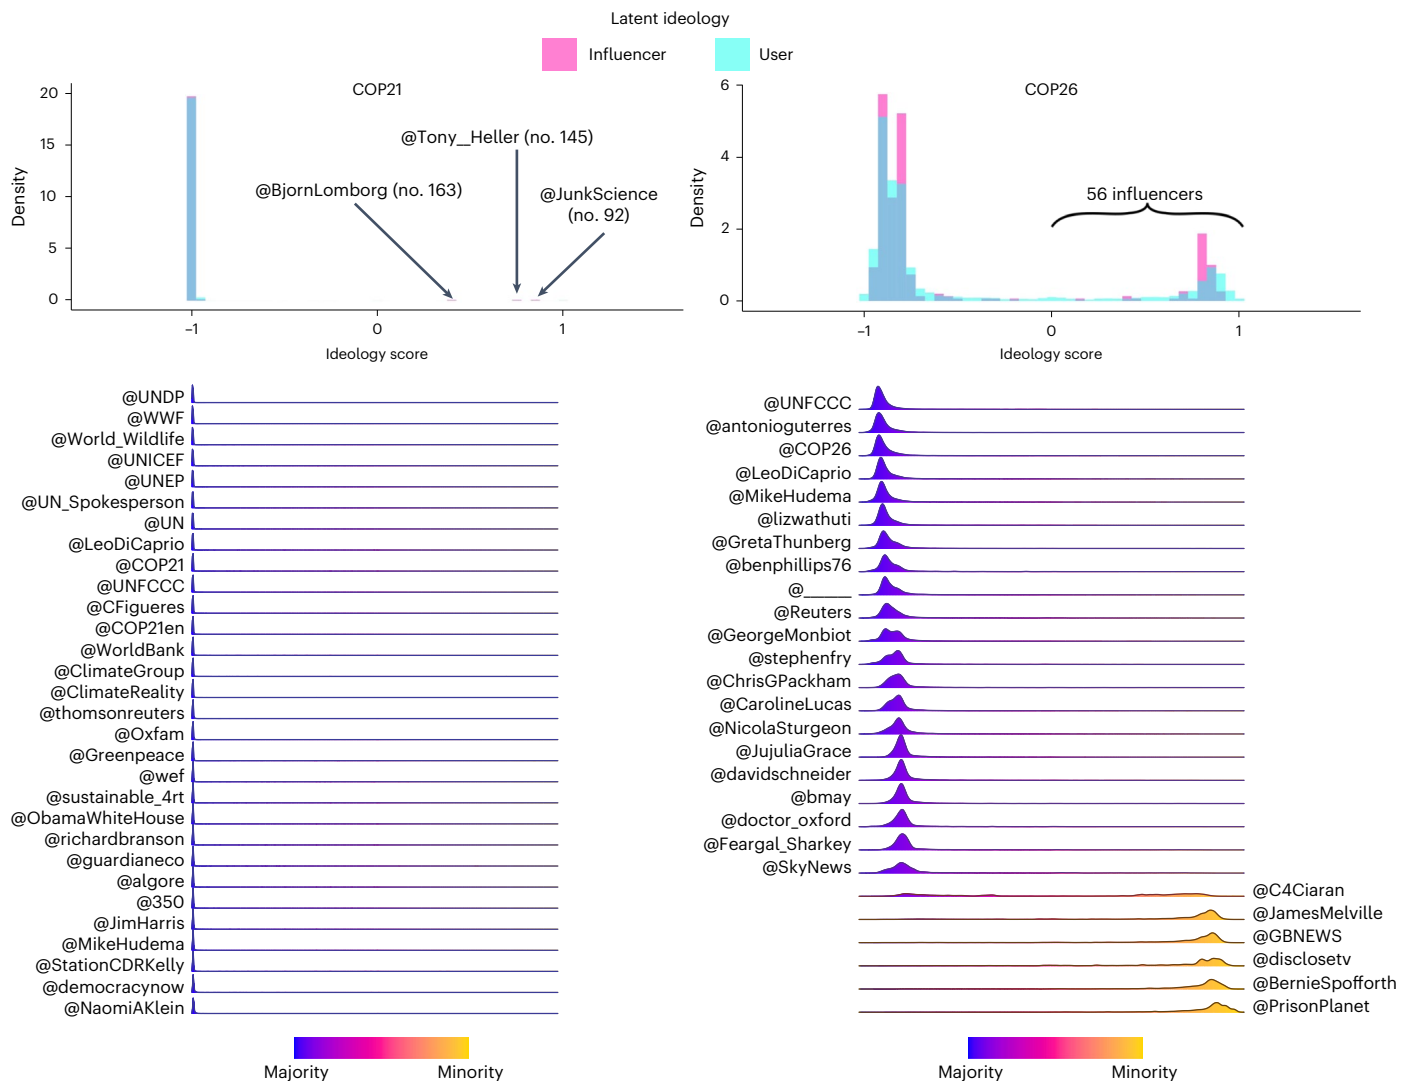 Latent ideology
Influencer
User
COP21
Density
20
15
10
5
0
@BjornLomborg (no. 163)
@Tony__Heller (no. 145)
@JunkScience
(no. 92)
–1
0
1
Ideology score
COP26
Density
6
4
2
0
56 influencers
–1
0
1
Ideology score
@UNDP
@WWF
@World_Wildlife
@UNICEF
@UNEP
@UN_Spokesperson
@UN
@LeoDiCaprio
@COP21
@UNFCCC
@CFigueres
@COP21en
@WorldBank
@ClimateGroup
@ClimateReality
@thomsonreuters
@Oxfam
@Greenpeace
@wef
@sustainable_4rt
@ObamaWhiteHouse
@richardbranson
@guardianeco
@algore
@350
@JimHarris
@MikeHudema
@StationCDRKelly
@democracynow
@NaomiAKlein
Majority
Minority
@UNFCCC
@antonioguterres
@COP26
@LeoDiCaprio
@MikeHudema
@lizwathuti
@GretaThunberg
@benphillips76
@_____
@Reuters
@GeorgeMonbiot
@stephenfry
@ChrisGPackham
@CarolineLucas
@NicolaSturgeon
@JujuliaGrace
@davidschneider
@bmay
@doctor_oxford
@Feargal_Sharkey
@SkyNews
@C4Ciaran
@JamesMelville
@GBNEWS
@disclosetv
@BernieSpofforth
@PrisonPlanet
Majority
Minority